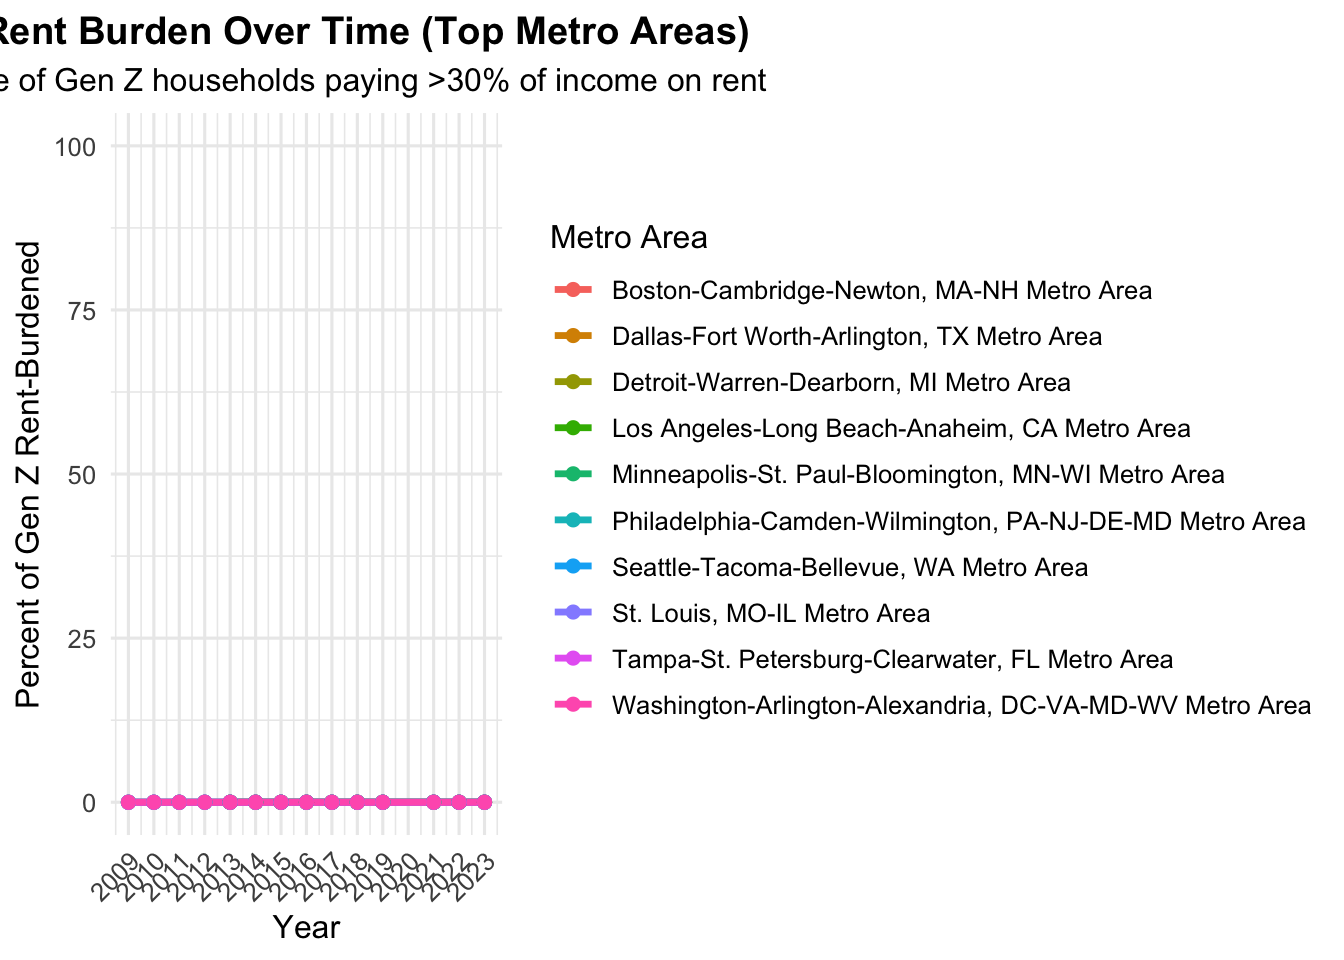 Rent Burden Over Time (Top Metro Areas)
e of Gen Z households paying >30% of income on rent
100
75
50
25
0
Percent of Gen Z Rent-Burdened
2009
2010
2011
2012
2013
2014
2015
2016
2017
2018
2019
2020
2021
2022
2023
Year
Metro Area
Boston-Cambridge-Newton, MA-NH Metro Area
Dallas-Fort Worth-Arlington, TX Metro Area
Detroit-Warren-Dearborn, MI Metro Area
Los Angeles-Long Beach-Anaheim, CA Metro Area
Minneapolis-St. Paul-Bloomington, MN-WI Metro Area
Philadelphia-Camden-Wilmington, PA-NJ-DE-MD Metro Area
Seattle-Tacoma-Bellevue, WA Metro Area
St. Louis, MO-IL Metro Area
Tampa-St. Petersburg-Clearwater, FL Metro Area
Washington-Arlington-Alexandria, DC-VA-MD-WV Metro Area